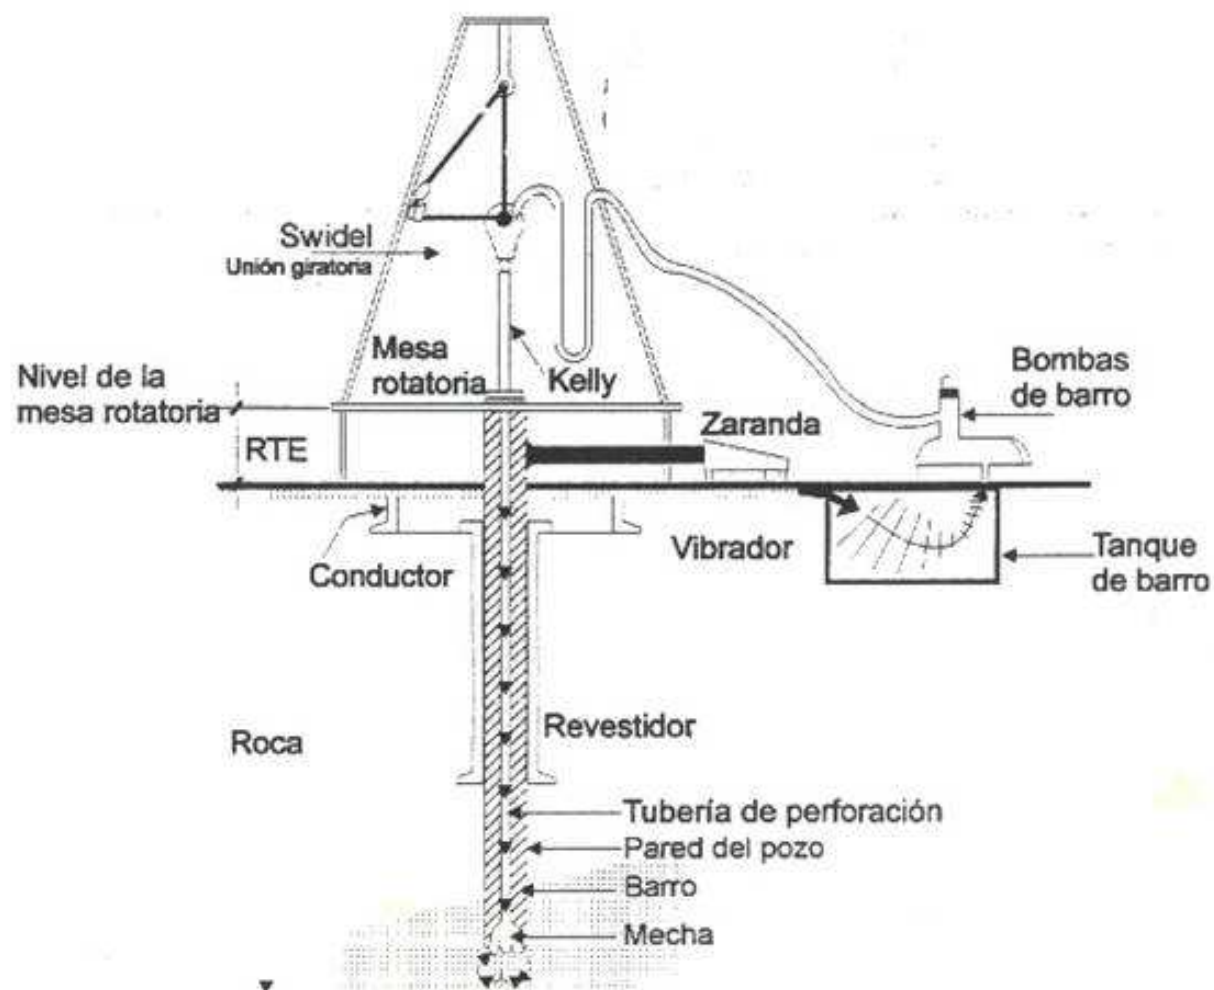 Swidel
Unión giratoria
Mesa
rotatoria
Kelly
Nivel de la
mesa rotatoria
RTE
Zaranda
Bombas
de barro
Conductor
Vibrador
Tanque
de barro
Roca
Revestidor
Tubería de perforación
Pared del pozo
Barro
Mecha